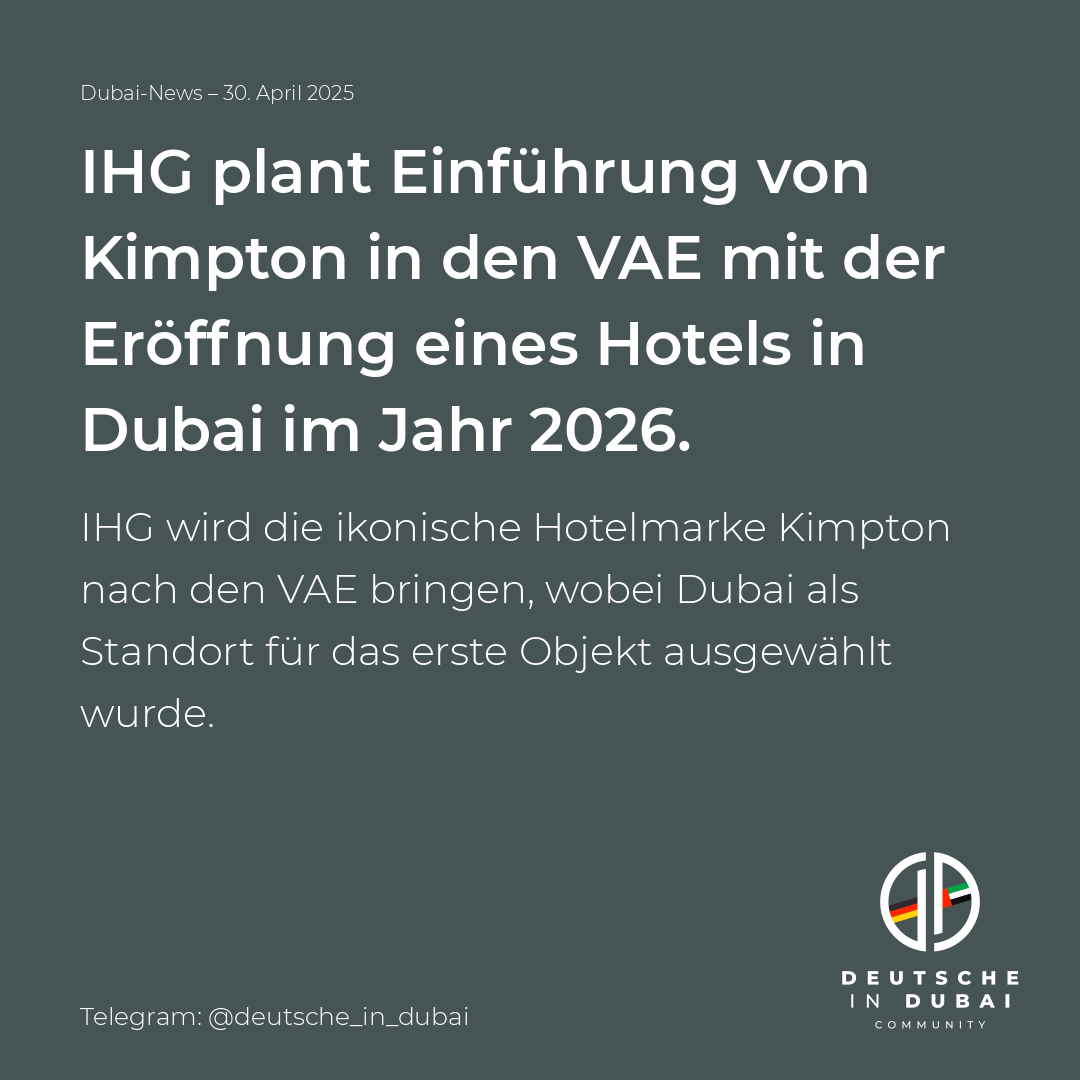 Dubai-News – 30. April 2025
IHG plant Einführung von
Kimpton in den VAE mit der
Eröffnung eines Hotels in
Dubai im Jahr 2026.
IHG wird die ikonische Hotelmarke Kimpton
nach den VAE bringen, wobei Dubai als
Standort für das erste Objekt ausgewählt
wurde.
DEUTSCHE
IN DUBAI
COMMUNITY
Telegram: @deutsche_in_dubai